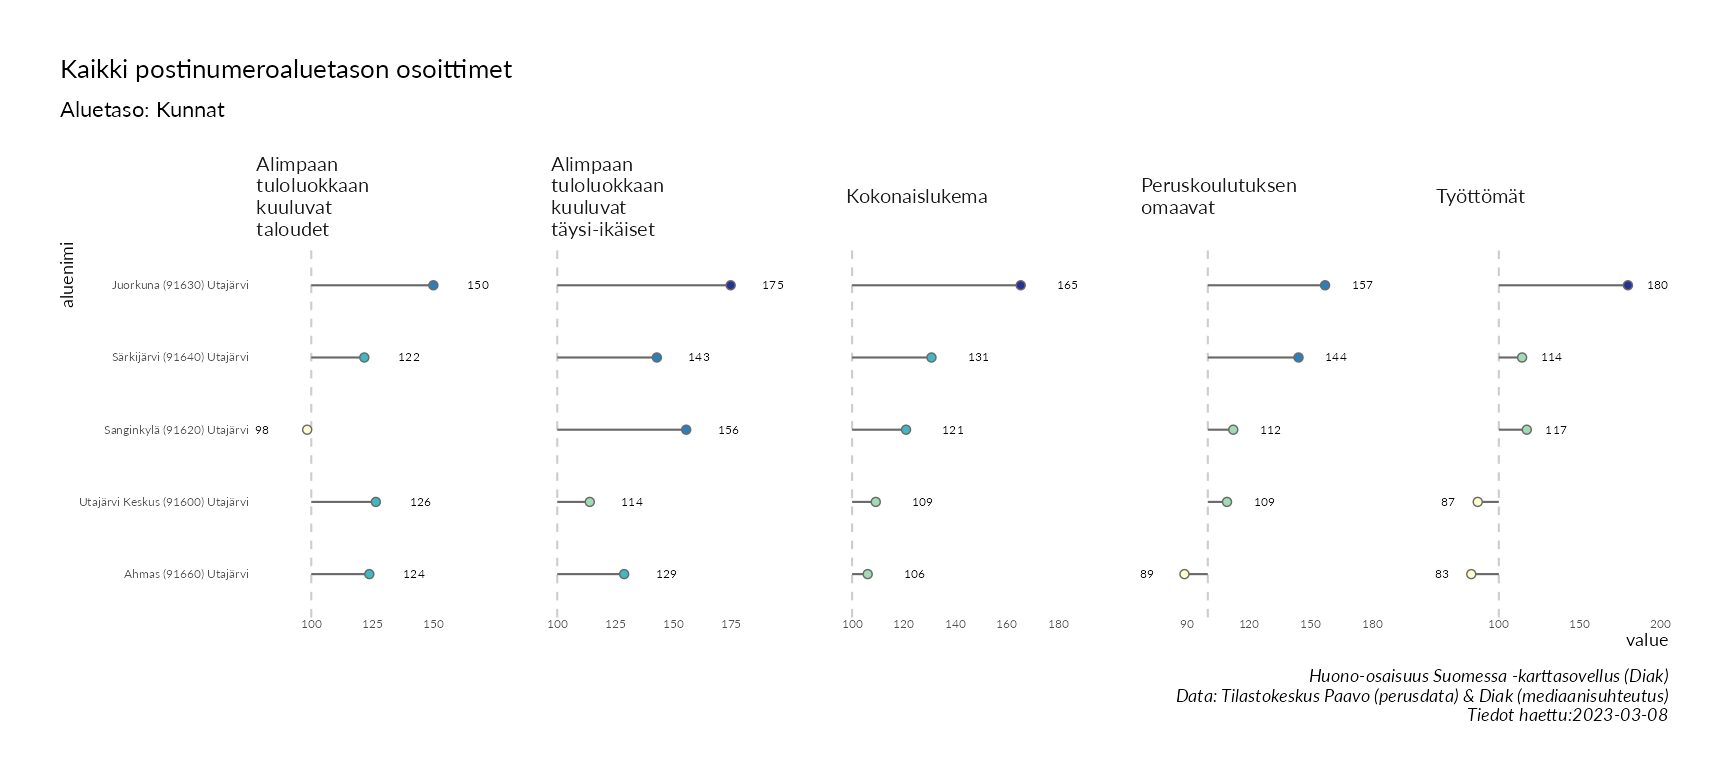 Kaikki postinumeroaluetason osoittimet
Aluetaso: Kunnat
Alimpaan
tuloluokkaan
kuuluvat
taloudet
Alimpaan
tuloluokkaan
kuuluvat
täysi-ikäiset
Kokonaislukema
Peruskoulutuksen
omaavat
Työttömät
aluenimi
Juorkuna (91630) Utajärvi 150 175 165 157 180
Särkijärvi (91640) Utajärvi 122 143 131 144 114
Sanginkylä (91620) Utajärvi 98 156 121 112 117
Utajärvi Keskus (91600) Utajärvi 126 114 109 109 87
Ahmas (91660) Utajärvi 124 129 106 89 83
100 125 150 100 125 150 175 100 120 140 160 180 90 120 150 180 100 150 200
value
Huono-osaisuus Suomessa -karttasovellus (Diak)
Data: Tilastokeskus Paavo (perusdata) & Diak (mediaanisuhteutus)
Tiedot haettu:2023-03-08